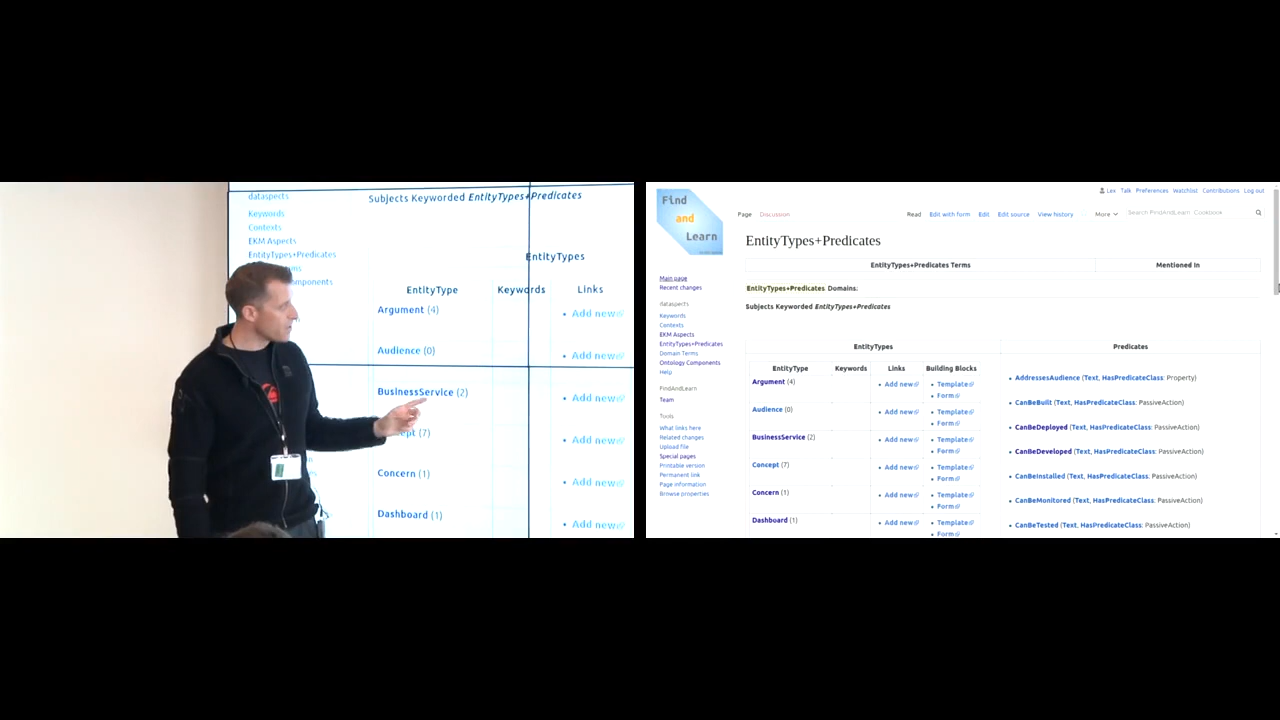 dataspects
Subjects Keyworded EntityTypes+Predicates
Keywords
Contexts
EKM Aspects
EntityTypes+Predicates
EntityTypes
EntityType
Keywords
Links
Argument (4)
• Add new
Audience (0)
• Add new
BusinessService (2)
• Add new
(7)
• Add new
Concern (1)
• Add new
Dashboard (1)
• Add new
Find
and
Learn
Lex Talk Preferences Watchlist Contributions Log out
Page Discussion
Read Edit with form Edit Edit source View history More
Search FindAndLearn Cookbook
EntityTypes+Predicates
EntityTypes+Predicates Terms
Mentioned In
EntityTypes+Predicates Domains:
Subjects Keyworded EntityTypes+Predicates
Main page
Recent changes
dataspects
Keywords
Contexts
EKM Aspects
EntityTypes+Predicates
Domain Terms
Ontology Components
Help
FindAndLearn
Team
Tools
What links here
Related changes
Upload file
Special pages
Printable version
Permanent link
Page information
Browse properties
EntityTypes
EntityType Keywords Links Building Blocks
Argument (4) • Add new • Template
• Form
Audience (0) • Add new • Template
• Form
BusinessService (2) • Add new • Template
• Form
Concept (7) • Add new • Template
• Form
Concern (1) • Add new • Template
• Form
Dashboard (1) • Add new • Template
• Form
Predicates
• AddressesAudience (Text, HasPredicateClass: Property)
• CanBeBuilt (Text, HasPredicateClass: PassiveAction)
• CanBeDeployed (Text, HasPredicateClass: PassiveAction)
• CanBeDeveloped (Text, HasPredicateClass: PassiveAction)
• CanBeInstalled (Text, HasPredicateClass: PassiveAction)
• CanBeMonitored (Text, HasPredicateClass: PassiveAction)
• CanBeTested (Text, HasPredicateClass: PassiveAction)